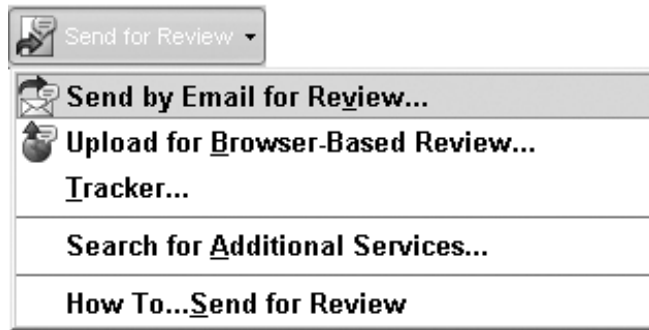 Send for Review
Send by Email for Review...
Upload for Browser-Based Review...
Tracker...
Search for Additional Services...
How To...Send for Review